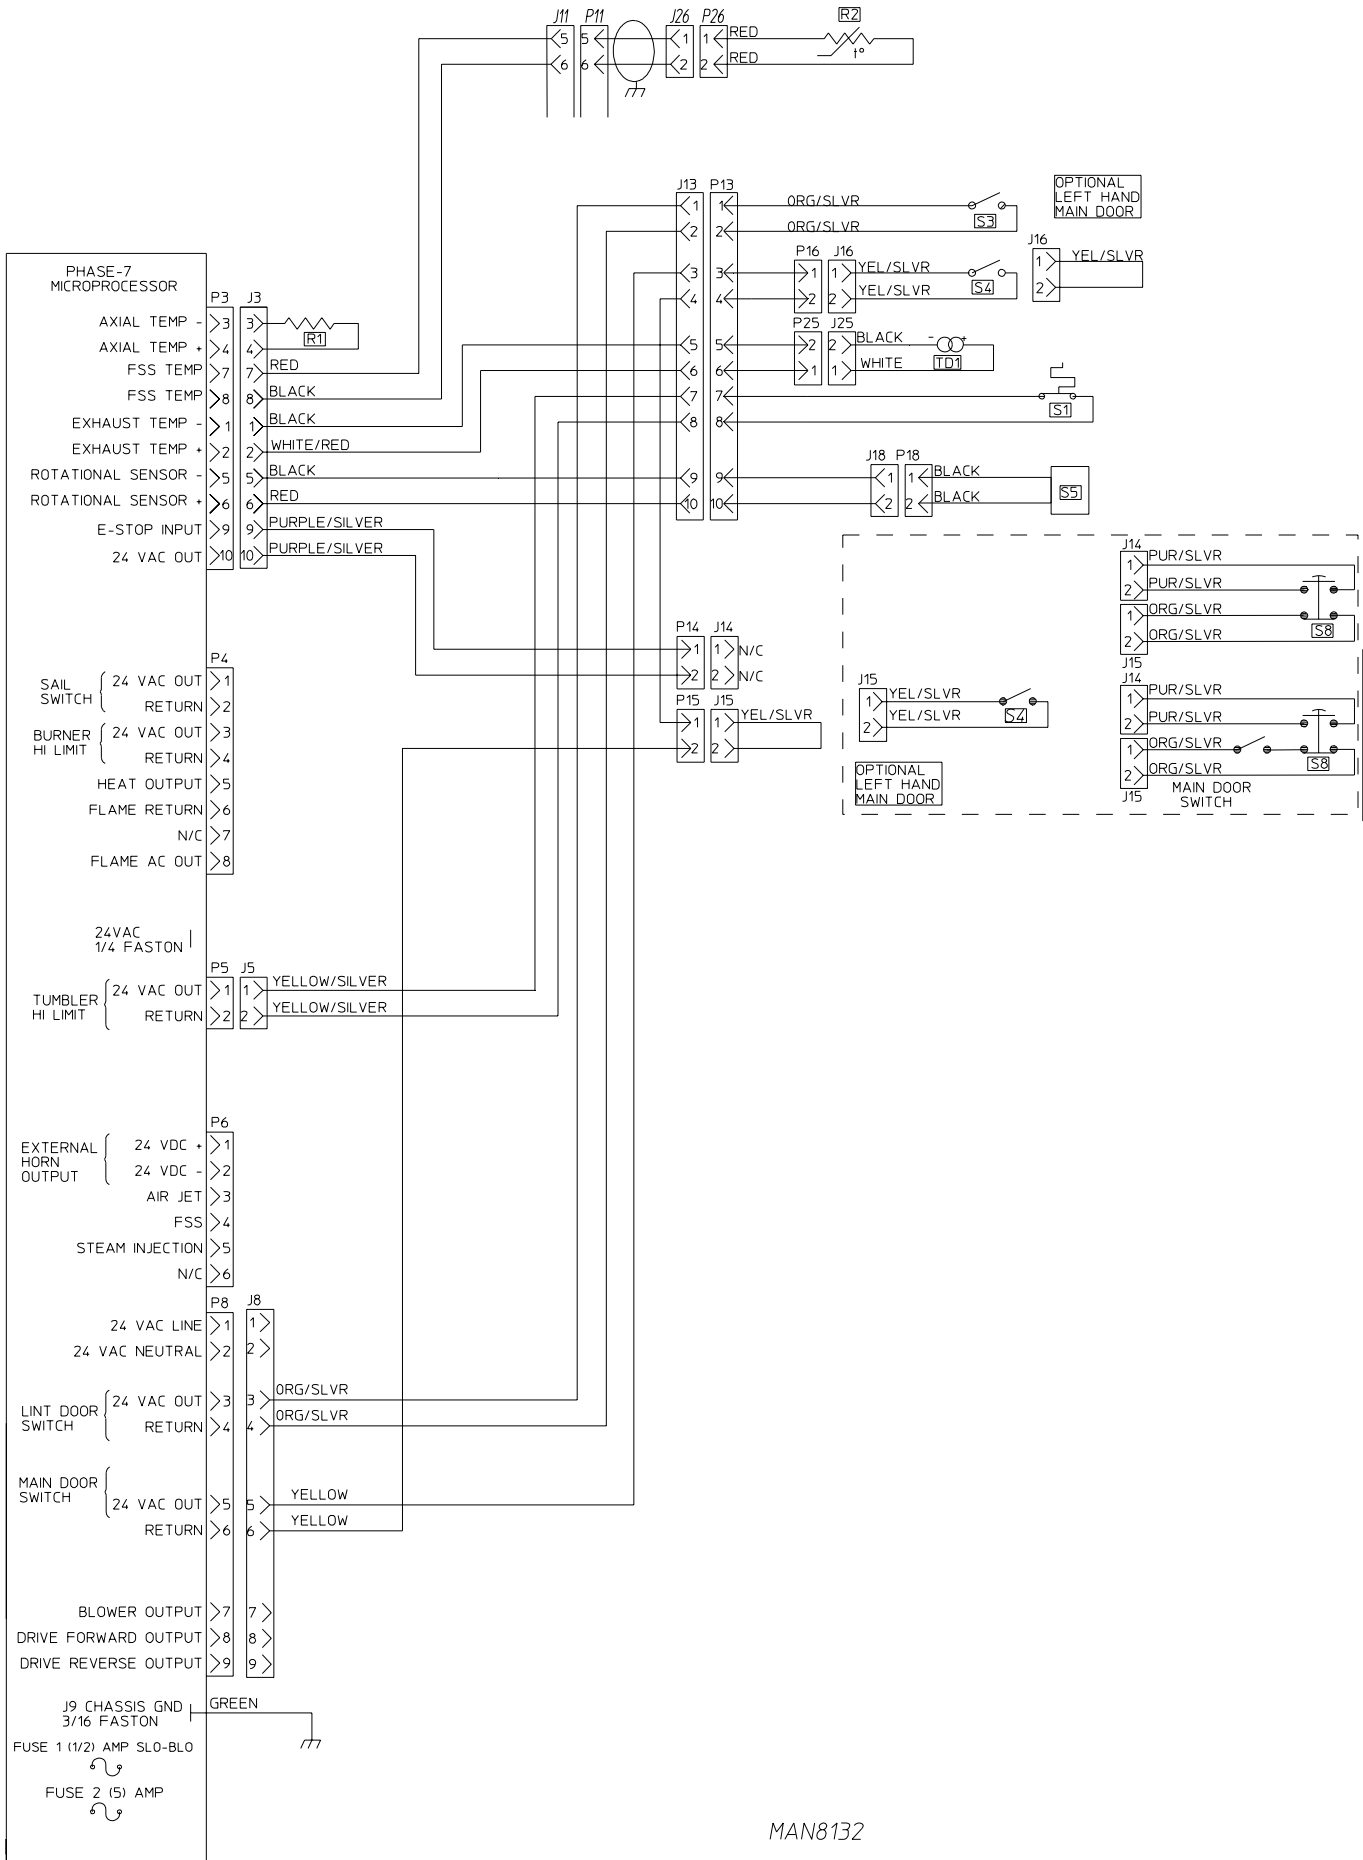 J11 P11 J26 P26 R2
5 5 1 1 RED
6 6 2 2 RED
t°
J13 P13
1 1 ORG/SLVR S3
2 2 ORG/SLVR
OPTIONAL
LEFT HAND
MAIN DOOR
P16 J16
3 3 1 1 YEL/SLVR S4
4 4 2 2 YEL/SLVR
J16
1 YEL/SLVR
2
P25 J25
5 5 2 2 BLACK - + TD1
6 6 1 1 WHITE
7 7 S1
8 8
J18 P18
9 9 1 1 BLACK S5
10 10 2 2 BLACK
PHASE-7
MICROPROCESSOR
P3 J3
AXIAL TEMP - 3 3 R1
AXIAL TEMP + 4 4
FSS TEMP 7 7 RED
FSS TEMP 8 8 BLACK
EXHAUST TEMP - 1 1 BLACK
EXHAUST TEMP + 2 2 WHITE/RED
ROTATIONAL SENSOR - 5 5 BLACK
ROTATIONAL SENSOR + 6 6 RED
E-STOP INPUT 9 9 PURPLE/SILVER
24 VAC OUT 10 10 PURPLE/SILVER
P14 J14
1 1 N/C
2 2 N/C
P15 J15
1 1 YEL/SLVR
2 2
J15
1 YEL/SLVR S4
2 YEL/SLVR
OPTIONAL
LEFT HAND
MAIN DOOR
J14
1 PUR/SLVR
2 PUR/SLVR
1 ORG/SLVR S8
2 ORG/SLVR
J15
J14
1 PUR/SLVR
2 PUR/SLVR
1 ORG/SLVR S8
2 ORG/SLVR
J15
MAIN DOOR
SWITCH
P4
SAIL
SWITCH
24 VAC OUT 1
RETURN 2
BURNER
HI LIMIT
24 VAC OUT 3
RETURN 4
HEAT OUTPUT 5
FLAME RETURN 6
N/C 7
FLAME AC OUT 8
24VAC
1/4 FASTON
P5 J5
TUMBLER
HI LIMIT
24 VAC OUT 1 1 YELLOW/SILVER
RETURN 2 2 YELLOW/SILVER
P6
EXTERNAL
HORN
OUTPUT
24 VDC + 1
24 VDC - 2
AIR JET 3
FSS 4
STEAM INJECTION 5
N/C 6
P8 J8
24 VAC LINE 1 1
24 VAC NEUTRAL 2 2
LINT DOOR
SWITCH
24 VAC OUT 3 3 ORG/SLVR
RETURN 4 4 ORG/SLVR
MAIN DOOR
SWITCH
24 VAC OUT 5 5 YELLOW
RETURN 6 6 YELLOW
BLOWER OUTPUT 7 7
DRIVE FORWARD OUTPUT 8 8
DRIVE REVERSE OUTPUT 9 9
J9 CHASSIS GND
3/16 FASTON
GREEN
FUSE 1 (1/2) AMP SLO-BLO
FUSE 2 (5) AMP
MAN8132